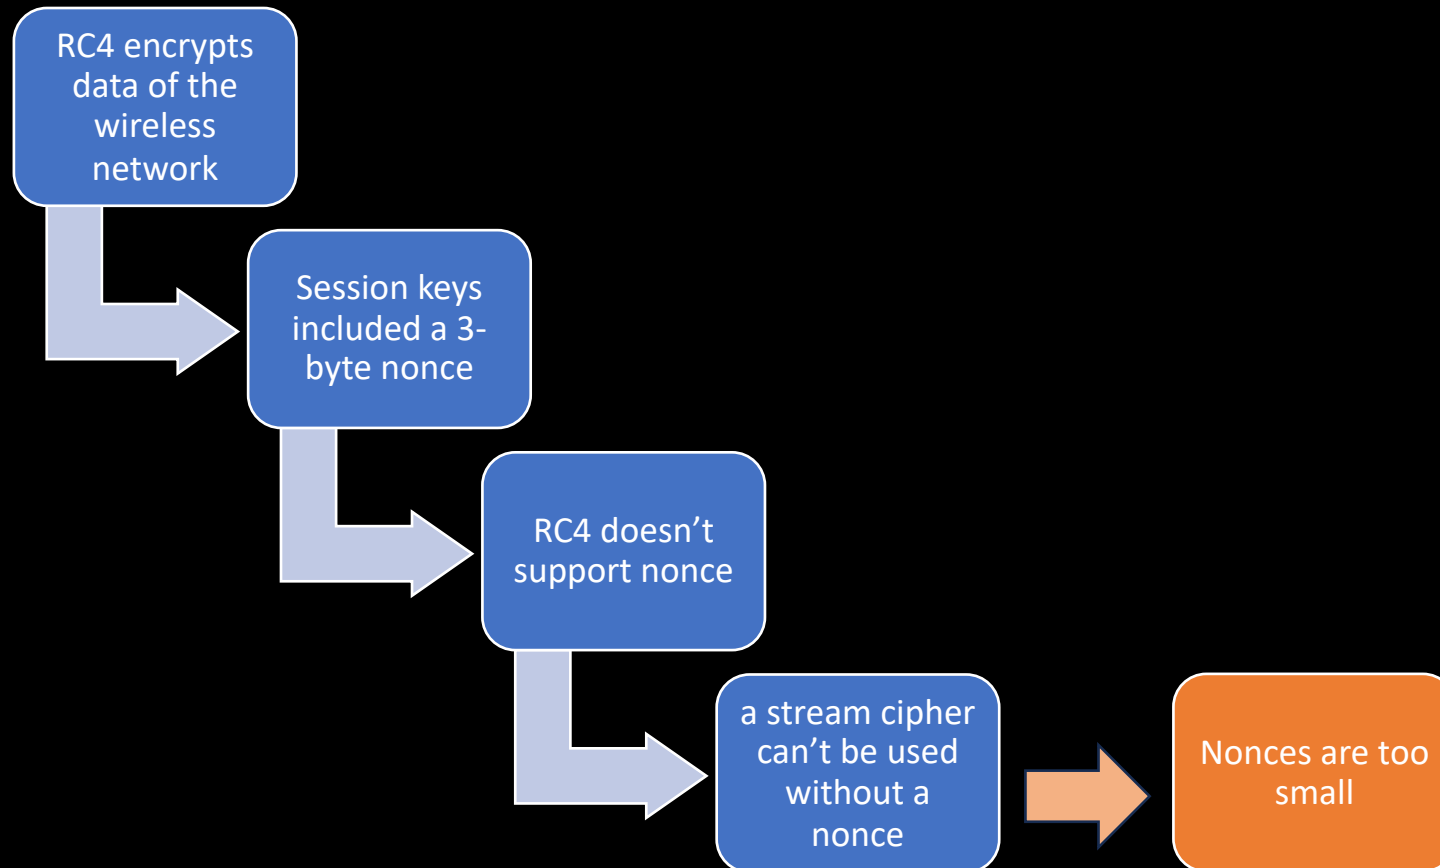 RC4 encrypts
data of the
wireless
network
Session keys
included a 3-
byte nonce
RC4 doesn’t
support nonce
a stream cipher
can’t be used
without a
nonce
Nonces are too
small